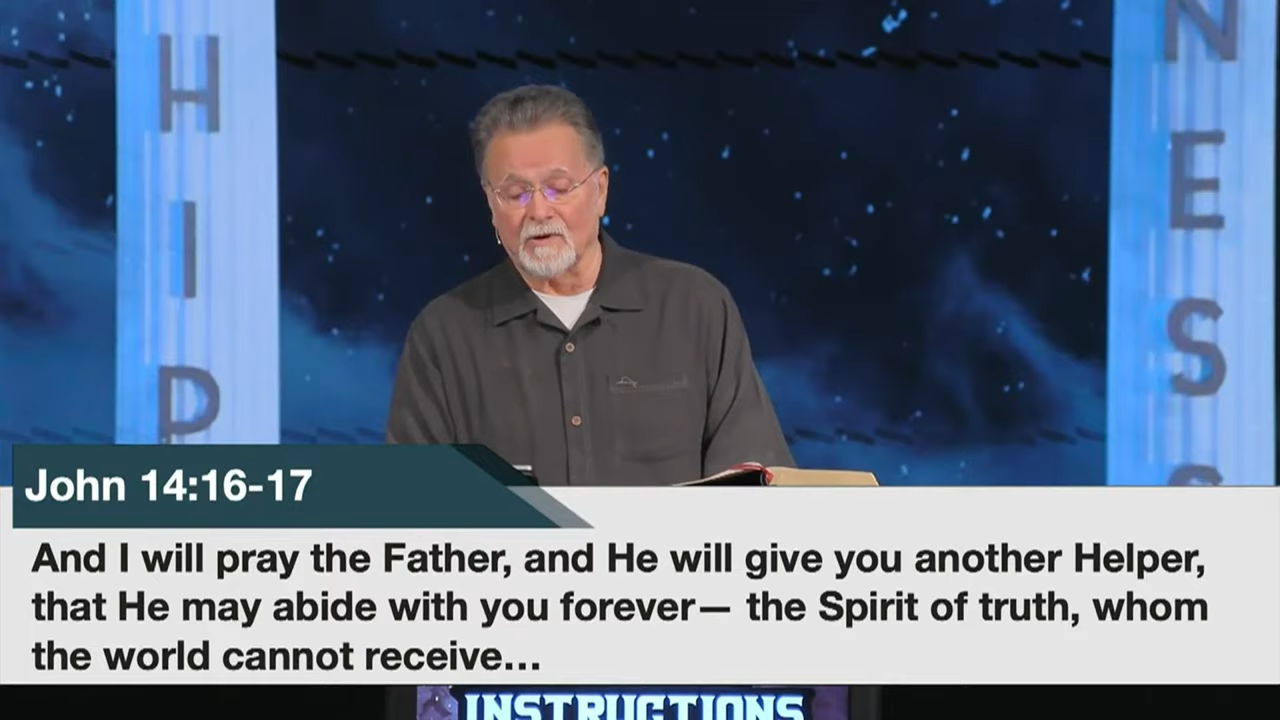 H
I
P
N
E
S
S
John 14:16-17
And I will pray the Father, and He will give you another Helper,
that He may abide with you forever— the Spirit of truth, whom
the world cannot receive...
INSTRUCTIONS